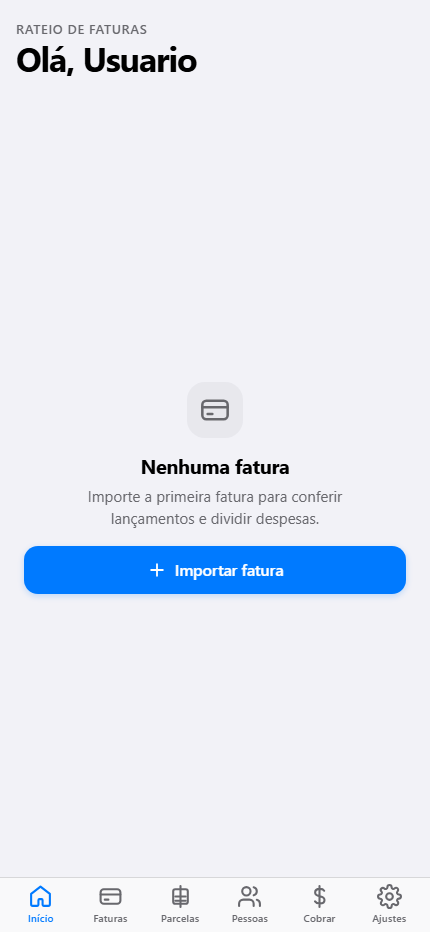 RATEIO DE FATURAS
Olá, Usuario
Nenhuma fatura
Importe a primeira fatura para conferir
lançamentos e dividir despesas.
Importar fatura
Início
Faturas
Parcelas
Pessoas
Cobrar
Ajustes